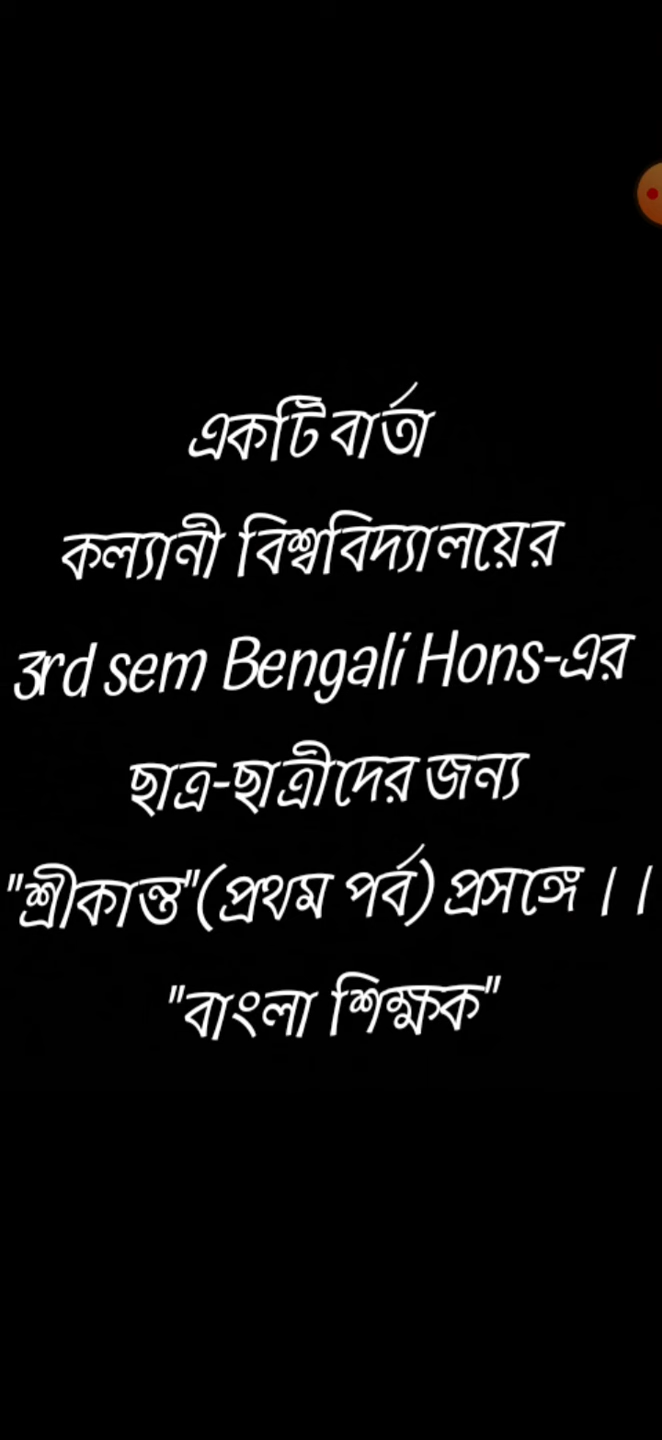 একটি বার্তা
কল্যানী বিশ্ববিদ্যালয়ের
3rd sem Bengali Hons-এর
ছাত্র-ছাত্রীদের জন্য
"শ্রীকান্ত"(প্রথম পর্ব) প্রসঙ্গে ।।
"বাংলা শিক্ষক"